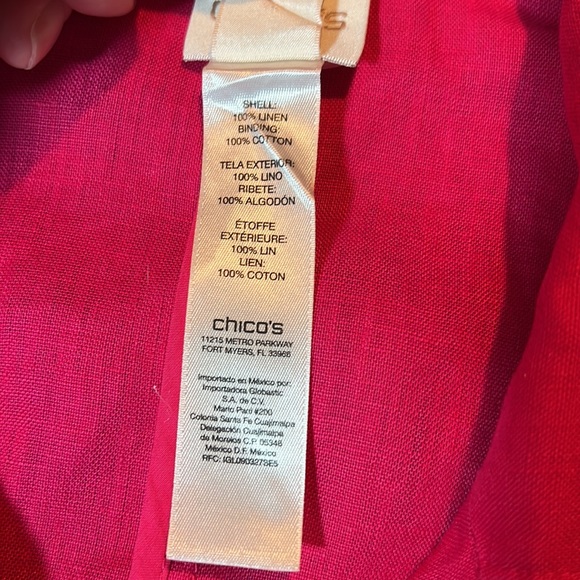 SHELL:
100% LINEN
BINDING:
100% COTTON
TELA EXTERIOR:
100% LINO
RIBETE:
100% ALGODÓN
ÉTOFFE
EXTÉRIEURE:
100% LIN
LIEN:
100% COTON
chico's
11215 METRO PARKWAY
FORT MYERS, FL 33966
Importado en México por:
Importadora Globastic
S.A. de C.V.
Mario Pani #200
Colonia Santa Fe Cuajimalpa
Delegación Cuajimalpa
de Morelos C.P. 05348
México D.F. México
RFC: IGL0903273E5